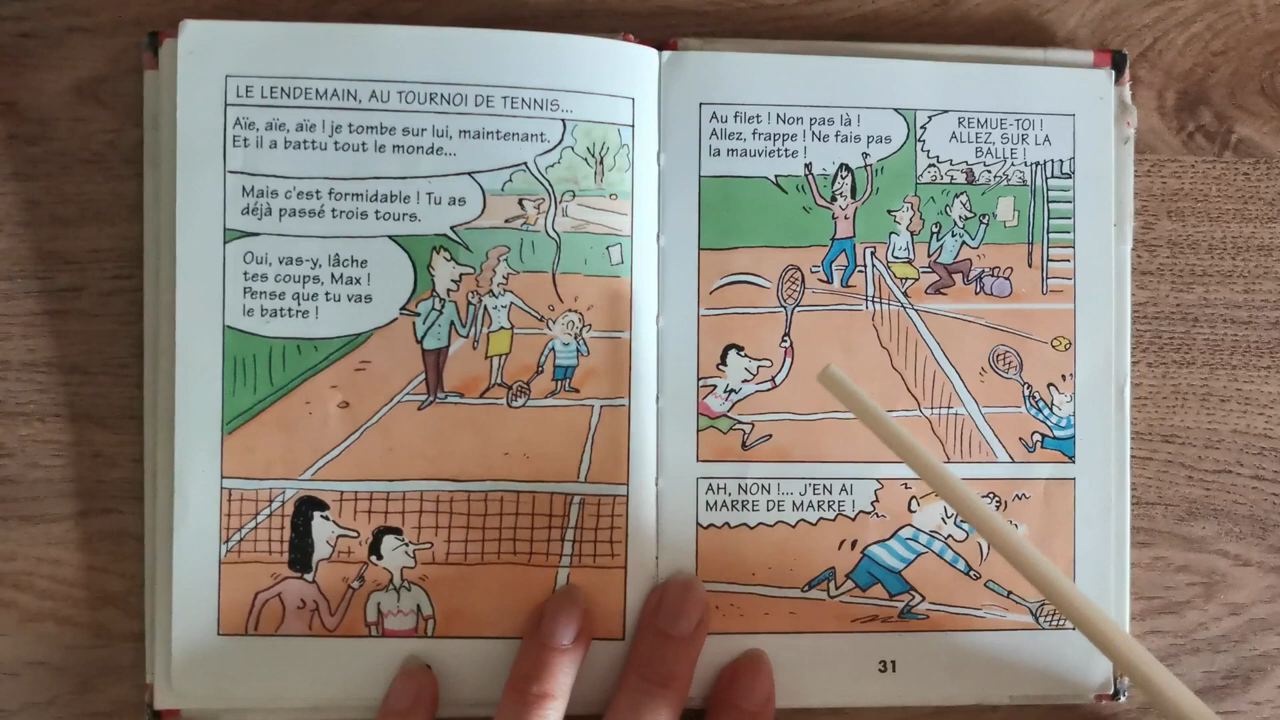 LE LENDEMAIN, AU TOURNOI DE TENNIS...
Aïe, aïe, aïe ! je tombe sur lui, maintenant.
Et il a battu tout le monde...
Mais c'est formidable ! Tu as
déjà passé trois tours.
Oui, vas-y, lâche
tes coups, Max !
Pense que tu vas
le battre !
Au filet ! Non pas là !
Allez, frappe ! Ne fais pas
la mauviette !
REMUE-TOI !
ALLEZ, SUR LA
BALLE !
AH, NON !... J'EN AI
MARRE DE MARRE !
31